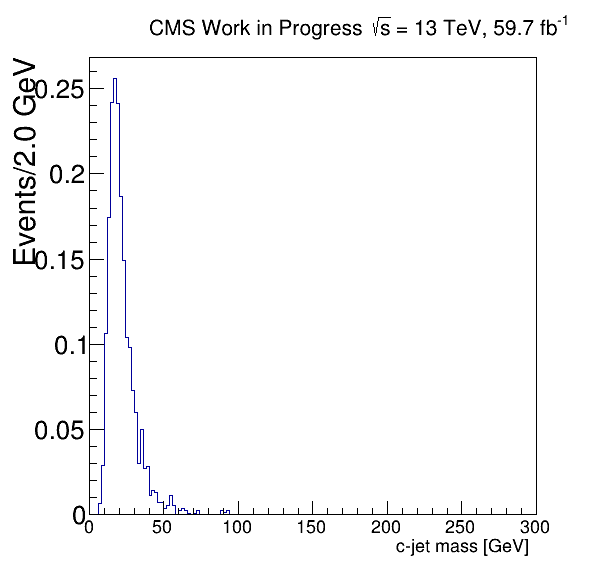 CMS Work in Progress √s = 13 TeV, 59.7 fb⁻¹
Events/2.0 GeV
0.25
0.2
0.15
0.1
0.05
0
0 50 100 150 200 250 300
c-jet mass [GeV]